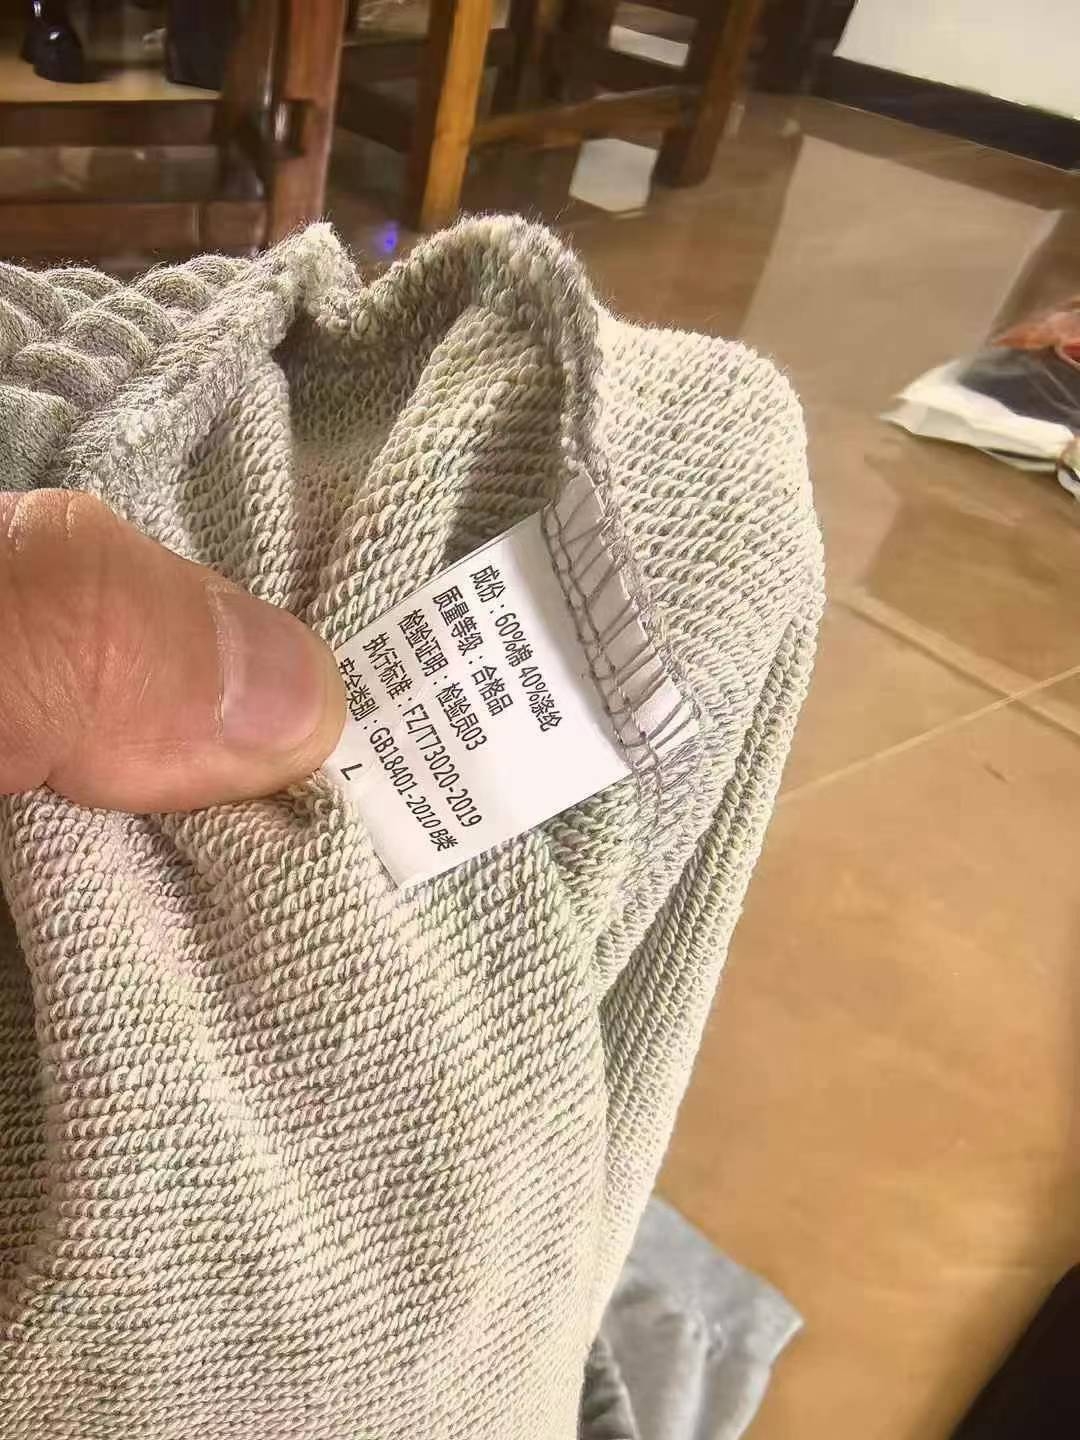 成份：60%棉 40%涤纶
质量等级：合格品
检验证明：检验员03
执行标准：FZ/T73020-2019
安全类别：GB18401-2010 B类
L